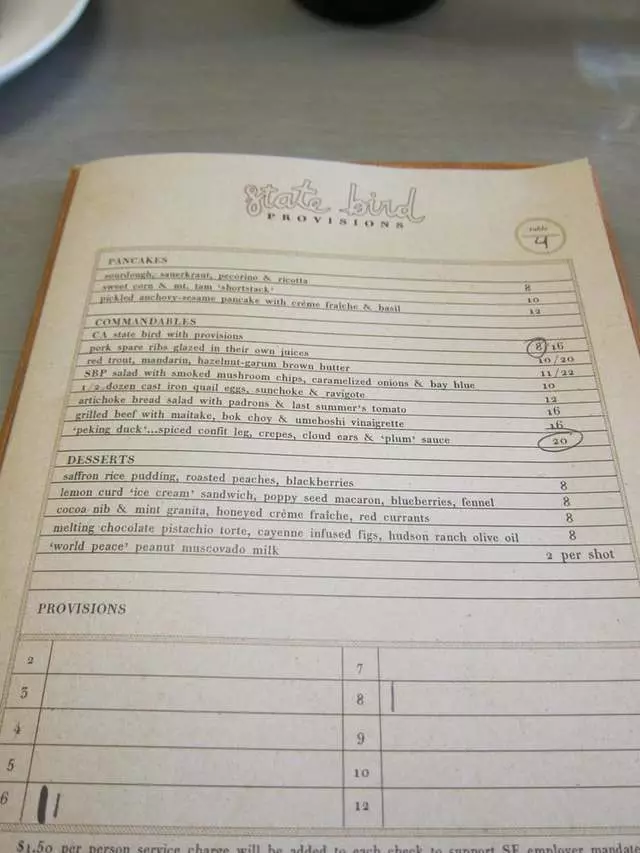 state bird
PROVISIONS
table
4
PANCAKES
sourdough, sauerkraut, pecorino & ricotta 8
sweet corn & mt. tam 'shortstack' 10
pickled anchovy-sesame pancake with crème fraîche & basil 12
COMMANDABLES
CA state bird with provisions 8/16
pork spare ribs glazed in their own juices 10/20
red trout, mandarin, hazelnut-garum brown butter 11/22
SBP salad with smoked mushroom chips, caramelized onions & bay blue 10
1/2 dozen cast iron quail eggs, sunchoke & ravigote 12
artichoke bread salad with padrons & last summer's tomato 16
grilled beef with maitake, bok choy & umeboshi vinaigrette 16
'peking duck'...spiced confit leg, crepes, cloud ears & 'plum' sauce 20
DESSERTS
saffron rice pudding, roasted peaches, blackberries 8
lemon curd 'ice cream' sandwich, poppy seed macaron, blueberries, fennel 8
cocoa nib & mint granita, honeyed crème fraîche, red currants 8
melting chocolate pistachio torte, cayenne infused figs, hudson ranch olive oil 8
'world peace' peanut muscovado milk 2 per shot
PROVISIONS
2 7
3 8
4 9
5 10
6 12
$1.50 per person service charge will be added to each check to support SF employer